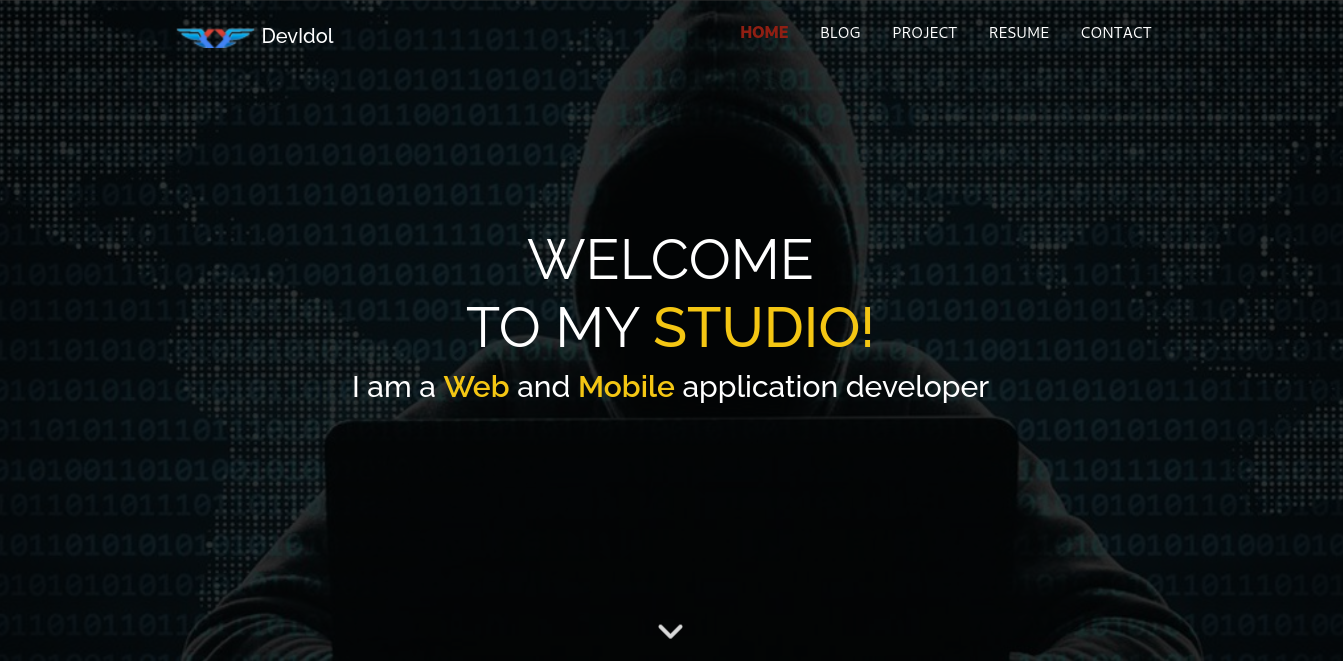 DevIdol
HOME BLOG PROJECT RESUME CONTACT
WELCOME
TO MY STUDIO!
I am a Web and Mobile application developer